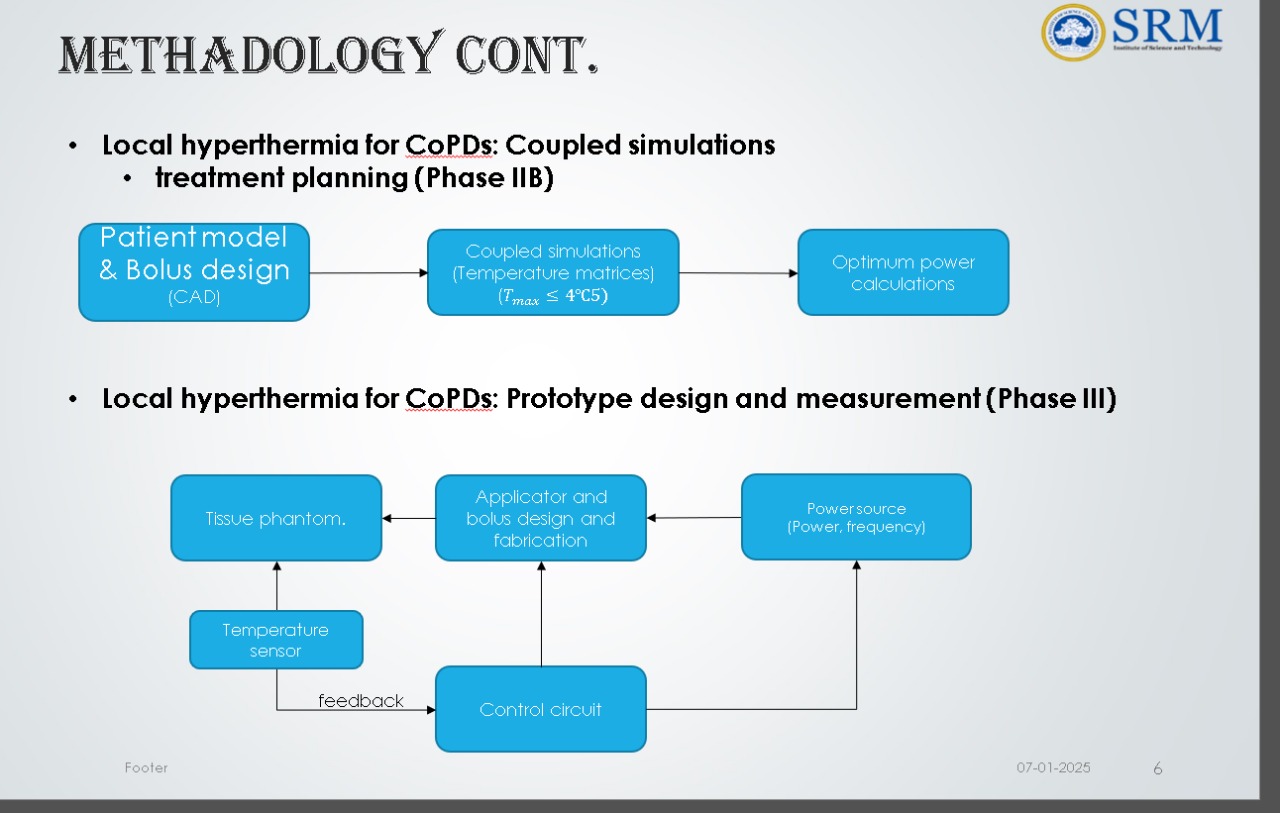 METHADOLOGY CONT.
SRM
Institute of Science and Technology
• Local hyperthermia for CoPDs: Coupled simulations
• treatment planning (Phase IIB)
Patient model
& Bolus design
(CAD)
Coupled simulations
(Temperature matrices)
(Tmax ≤ 4℃5)
Optimum power
calculations
• Local hyperthermia for CoPDs: Prototype design and measurement (Phase III)
Tissue phantom.
Applicator and
bolus design and
fabrication
Power source
(Power, frequency)
Temperature
sensor
feedback
Control circuit
Footer
07-01-2025
6